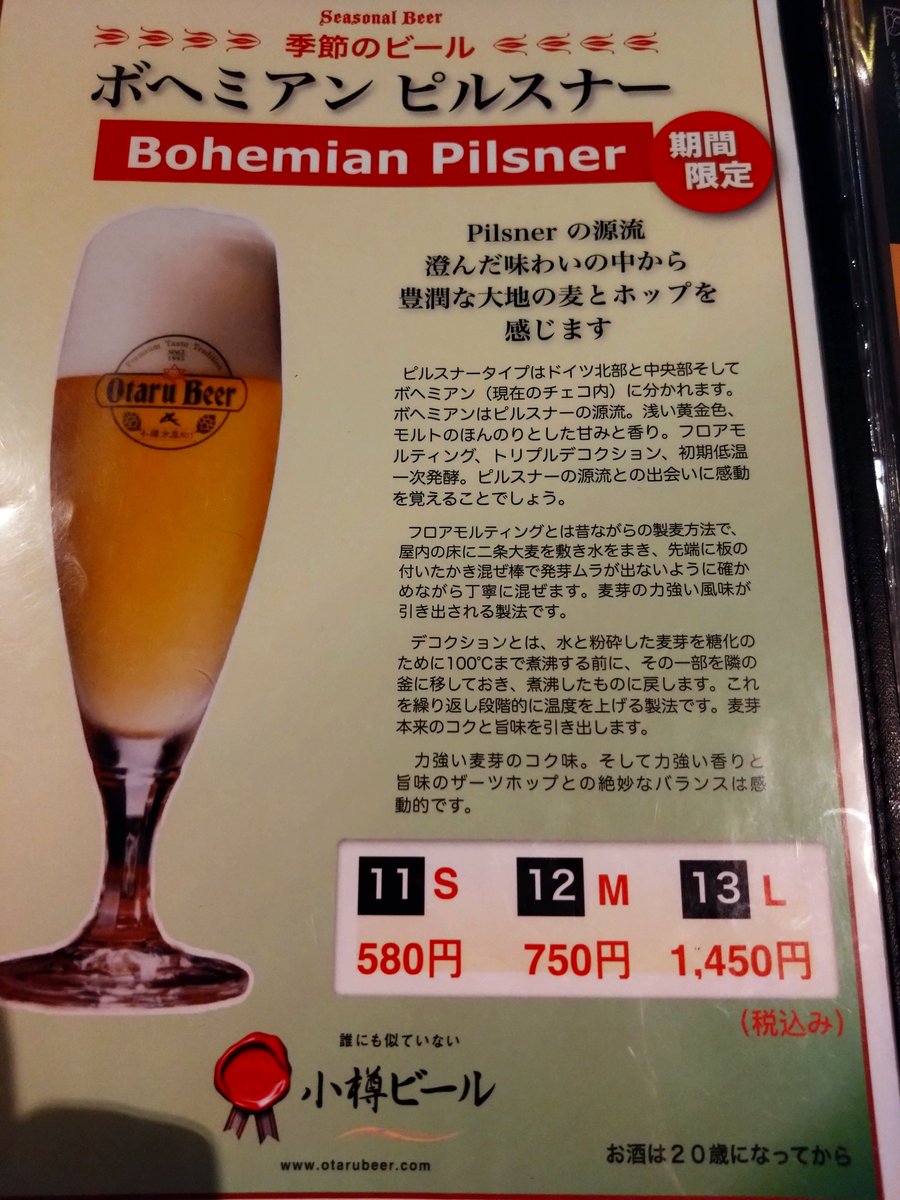 Seasonal Beer
季節のビール
ボヘミアン ピルスナー
Bohemian Pilsner
期間
限定
Pilsner の源流
澄んだ味わいの中から
豊潤な大地の麦とホップを
感じます
Premium Taste Tradition
SINCE
1995
Otaru Beer
ピルスナータイプはドイツ北部と中央部そして
ボヘミアン（現在のチェコ内）に分かれます。
ボヘミアンはピルスナーの源流。浅い黄金色、
モルトのほんのりとした甘みと香り。フロアモ
ルティング、トリプルデコクション、初期低温
一次発酵。ピルスナーの源流との出会いに感動
を覚えることでしょう。
フロアモルティングとは昔ながらの製麦方法で、
屋内の床に二条大麦を敷き水をまき、先端に板の
付いたかき混ぜ棒で発芽ムラが出ないように確か
めながら丁寧に混ぜます。麦芽の力強い風味が
引き出される製法です。
デコクションとは、水と粉砕した麦芽を糖化の
ために100℃まで煮沸する前に、その一部を隣の
釜に移しておき、煮沸したものに戻します。これ
を繰り返し段階的に温度を上げる製法です。麦芽
本来のコクと旨味を引き出します。
力強い麦芽のコク味。そして力強い香りと
旨味のザーツホップとの絶妙なバランスは感
動的です。
11 S 12 M 13 L
580円 750円 1,450円
（税込み）
誰にも似ていない
小樽ビール
www.otarubeer.com
お酒は20歳になってから